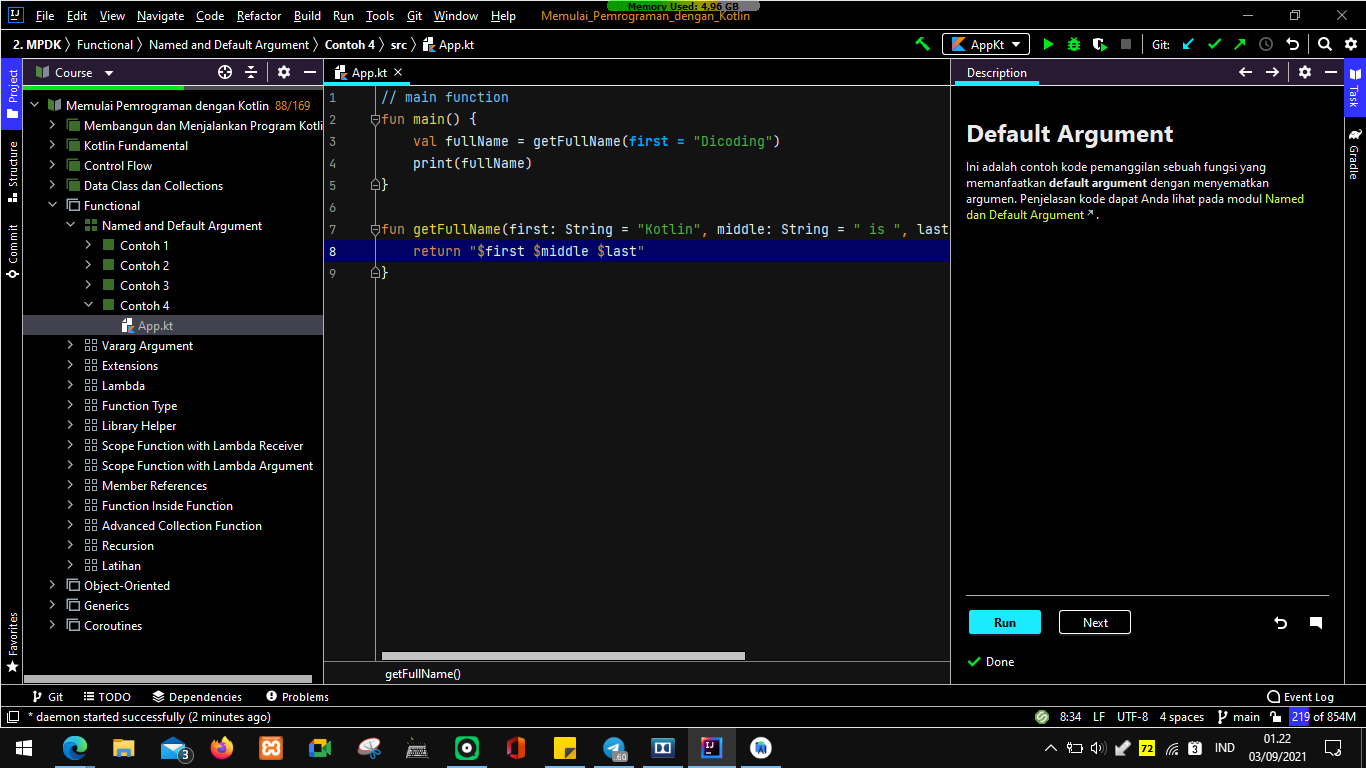 Memory Used: 4,96 GB
File Edit View Navigate Code Refactor Build Run Tools Git Window Help Memulai_Pemrograman_dengan_Kotlin
2. MPDK Functional Named and Default Argument Contoh 4 src App.kt
AppKt Git:
Project
Structure
Commit
Favorites
Course
Memulai Pemrograman dengan Kotlin 88/169
Membangun dan Menjalankan Program Kotli
Kotlin Fundamental
Control Flow
Data Class dan Collections
Functional
Named and Default Argument
Contoh 1
Contoh 2
Contoh 3
Contoh 4
App.kt
Vararg Argument
Extensions
Lambda
Function Type
Library Helper
Scope Function with Lambda Receiver
Scope Function with Lambda Argument
Member References
Function Inside Function
Advanced Collection Function
Recursion
Latihan
Object-Oriented
Generics
Coroutines
App.kt
1 // main function
2 fun main() {
3 val fullName = getFullName(first = "Dicoding")
4 print(fullName)
5 }
6
7 fun getFullName(first: String = "Kotlin", middle: String = " is ", last
8 return "$first $middle $last"
9 }
getFullName()
Description
Default Argument
Ini adalah contoh kode pemanggilan sebuah fungsi yang
memanfaatkan default argument dengan menyematkan
argumen. Penjelasan kode dapat Anda lihat pada modul Named
dan Default Argument↗.
Run Next
Done
Task
Gradle
Git TODO Dependencies Problems Event Log
* daemon started successfully (2 minutes ago) 8:34 LF UTF-8 4 spaces main 219 of 854M
3 .60 72 3 IND 01.22
03/09/2021